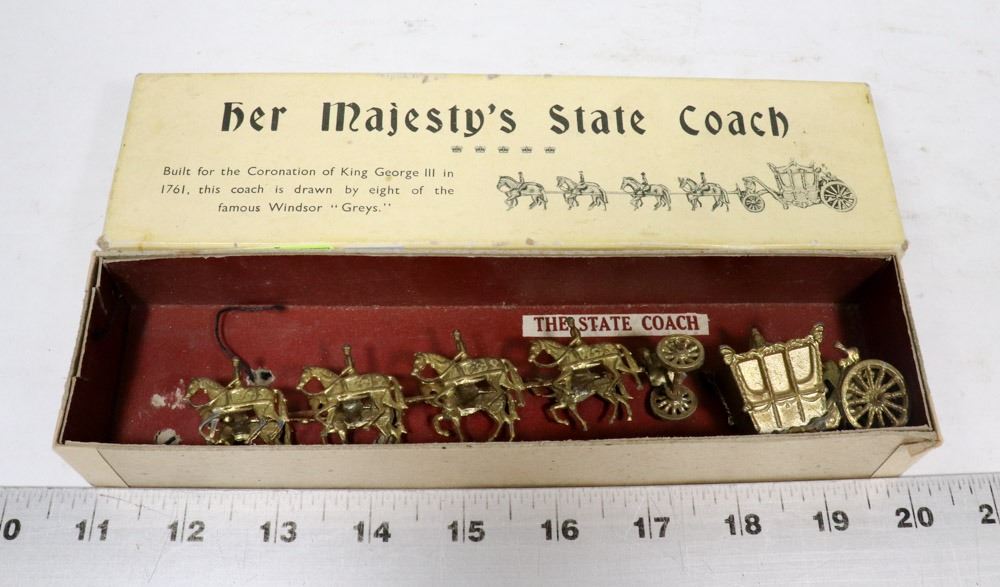 Her Majesty's State Coach
Built for the Coronation of King George III in
1761, this coach is drawn by eight of the
famous Windsor "Greys."
THE STATE COACH
0 11 12 13 14 15 16 17 18 19 20 2